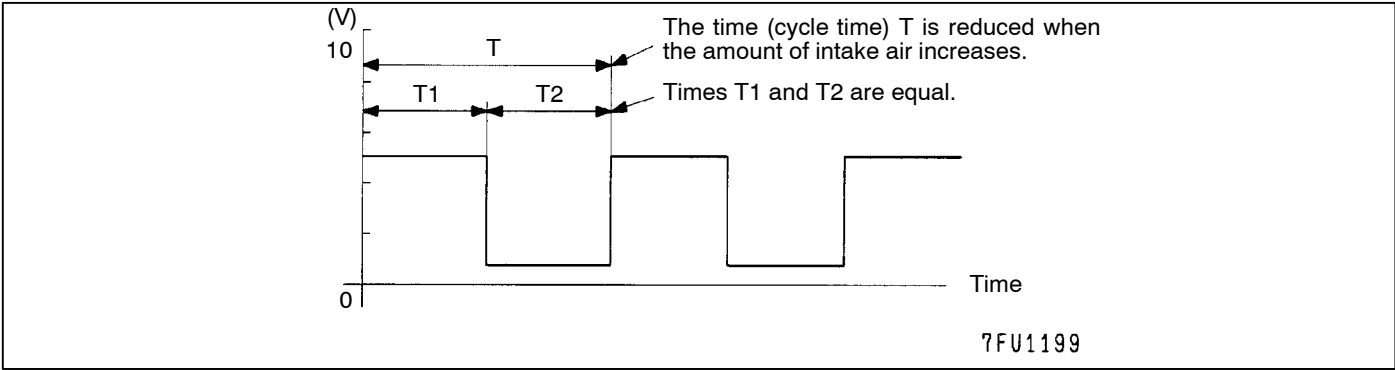 (V)
10
T
The time (cycle time) T is reduced when
the amount of intake air increases.
T1
T2
Times T1 and T2 are equal.
Time
0
7FU1199